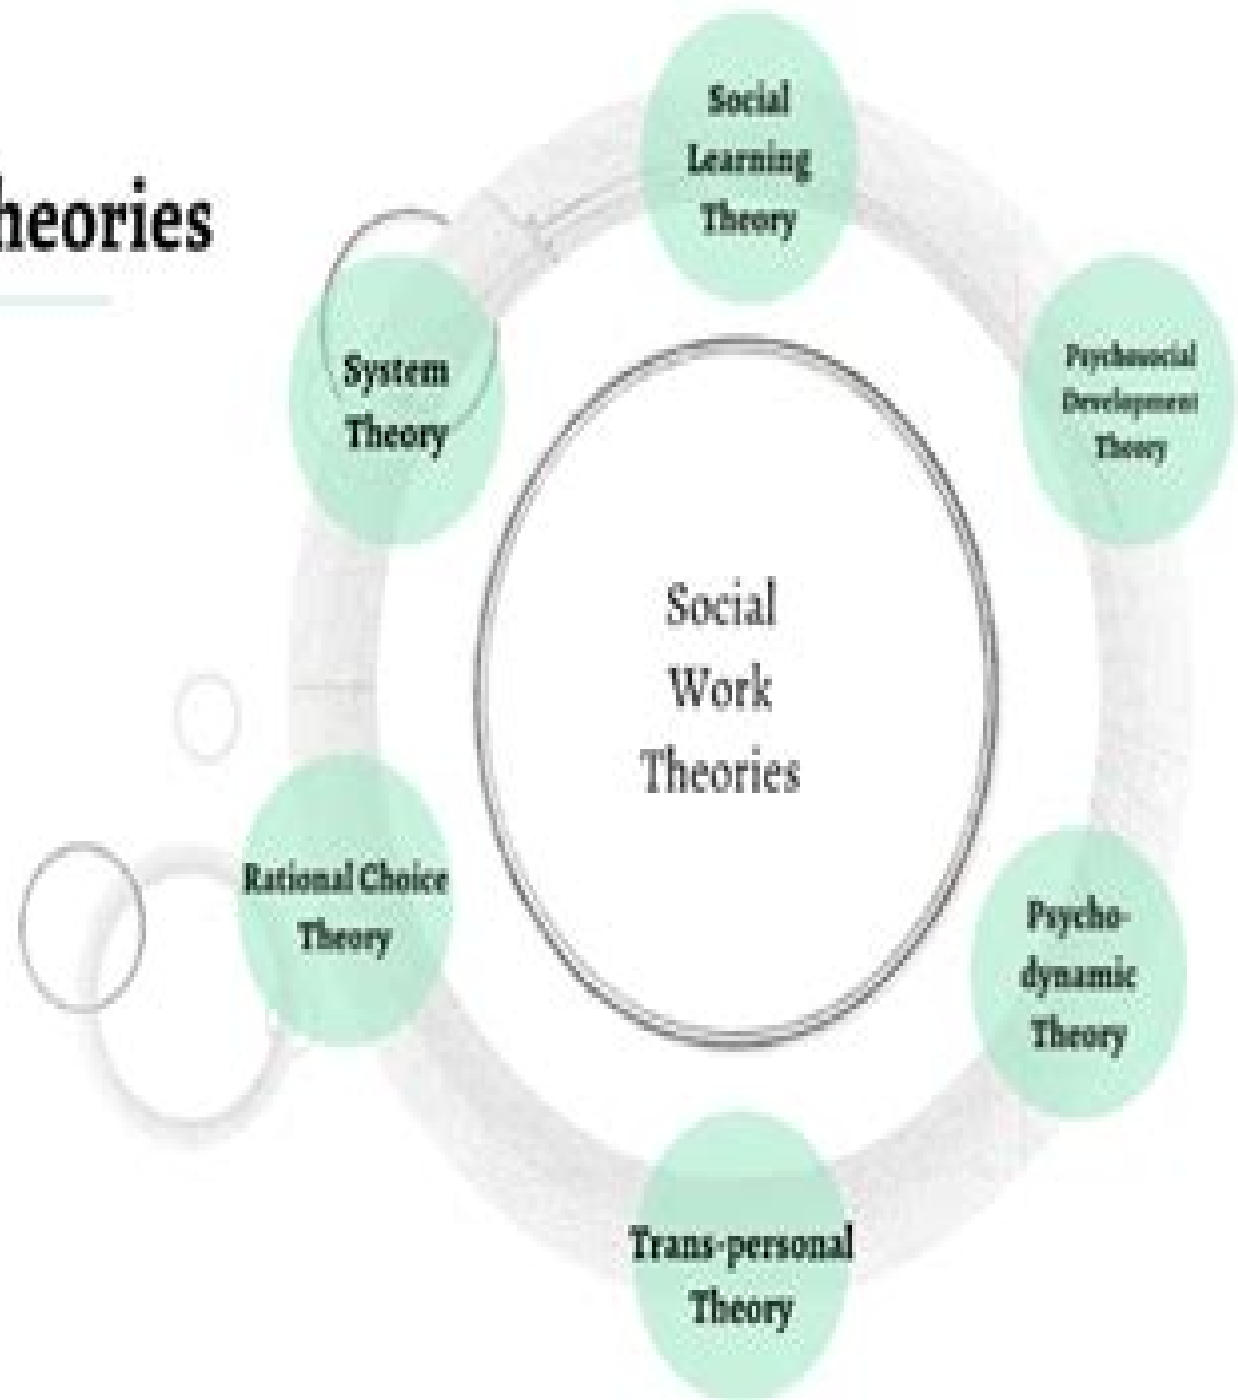 heories
Social
Learning
Theory
Psychosocial
Development
Theory
Psycho-
dynamic
Theory
Trans-personal
Theory
Rational Choice
Theory
System
Theory
Social
Work
Theories